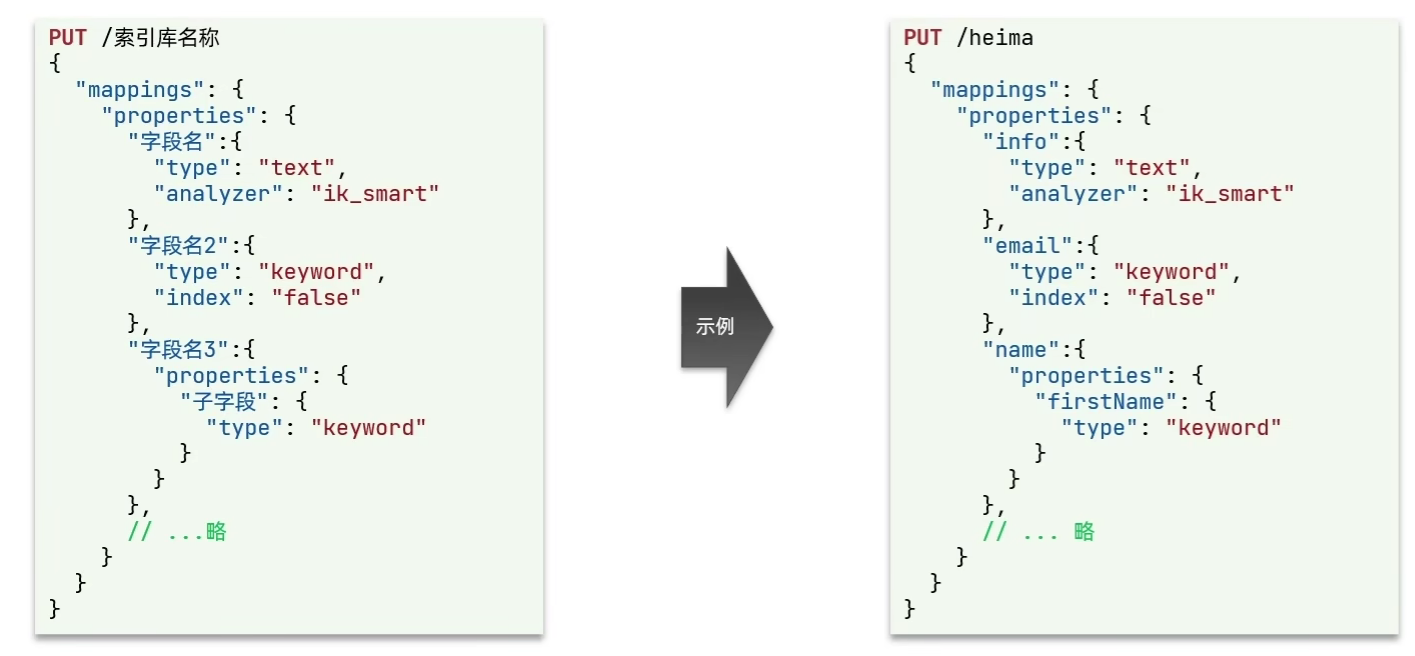 PUT /索引库名称
{
  "mappings": {
    "properties": {
      "字段名":{
        "type": "text",
        "analyzer": "ik_smart"
      },
      "字段名2":{
        "type": "keyword",
        "index": "false"
      },
      "字段名3":{
        "properties": {
          "子字段": {
            "type": "keyword"
          }
        }
      },
      // ...略
    }
  }
}
示例
PUT /heima
{
  "mappings": {
    "properties": {
      "info":{
        "type": "text",
        "analyzer": "ik_smart"
      },
      "email":{
        "type": "keyword",
        "index": "false"
      },
      "name":{
        "properties": {
          "firstName": {
            "type": "keyword"
          }
        }
      },
      // ... 略
    }
  }
}